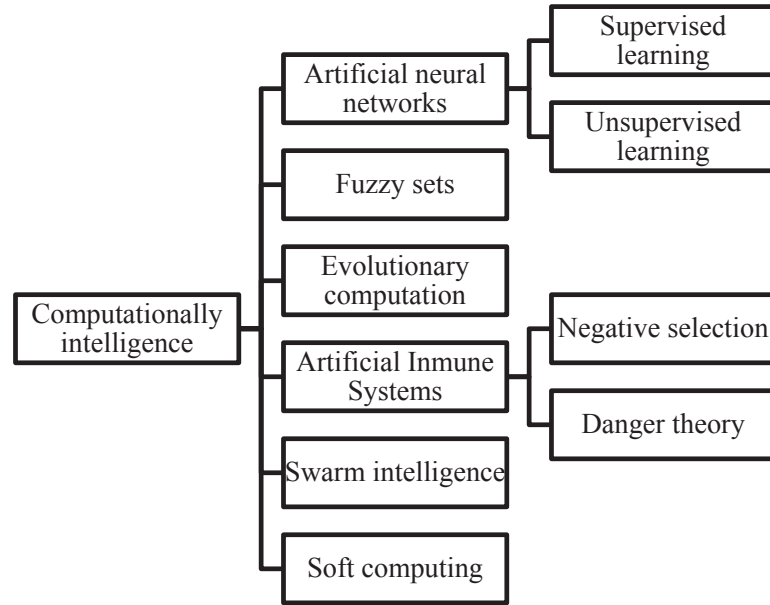 Supervised
learning
Artificial neural
networks
Unsupervised
learning
Fuzzy sets
Evolutionary
computation
Computationally
intelligence
Negative selection
Artificial Inmune
Systems
Danger theory
Swarm intelligence
Soft computing